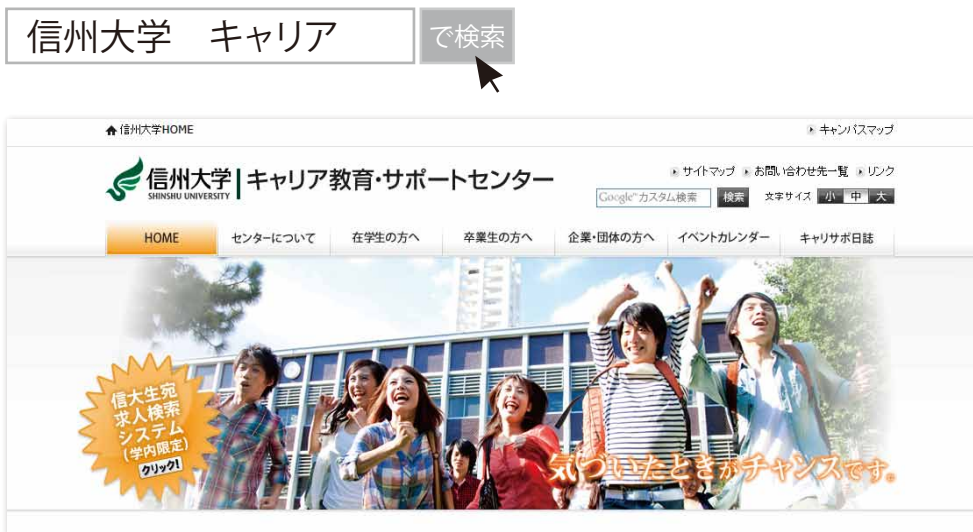 信州大学　キャリア
で検索
信州大学HOME
キャンパスマップ
信州大学
SHINSHU UNIVERSITY
キャリア教育・サポートセンター
サイトマップ
お問い合わせ先一覧
リンク
Google™カスタム検索
検索
文字サイズ
小
中
大
HOME
センターについて
在学生の方へ
卒業生の方へ
企業・団体の方へ
イベントカレンダー
キャリサポ日誌
信大生宛
求人検索
システム
(学内限定)
クリック!
気づいたときがチャンスです。